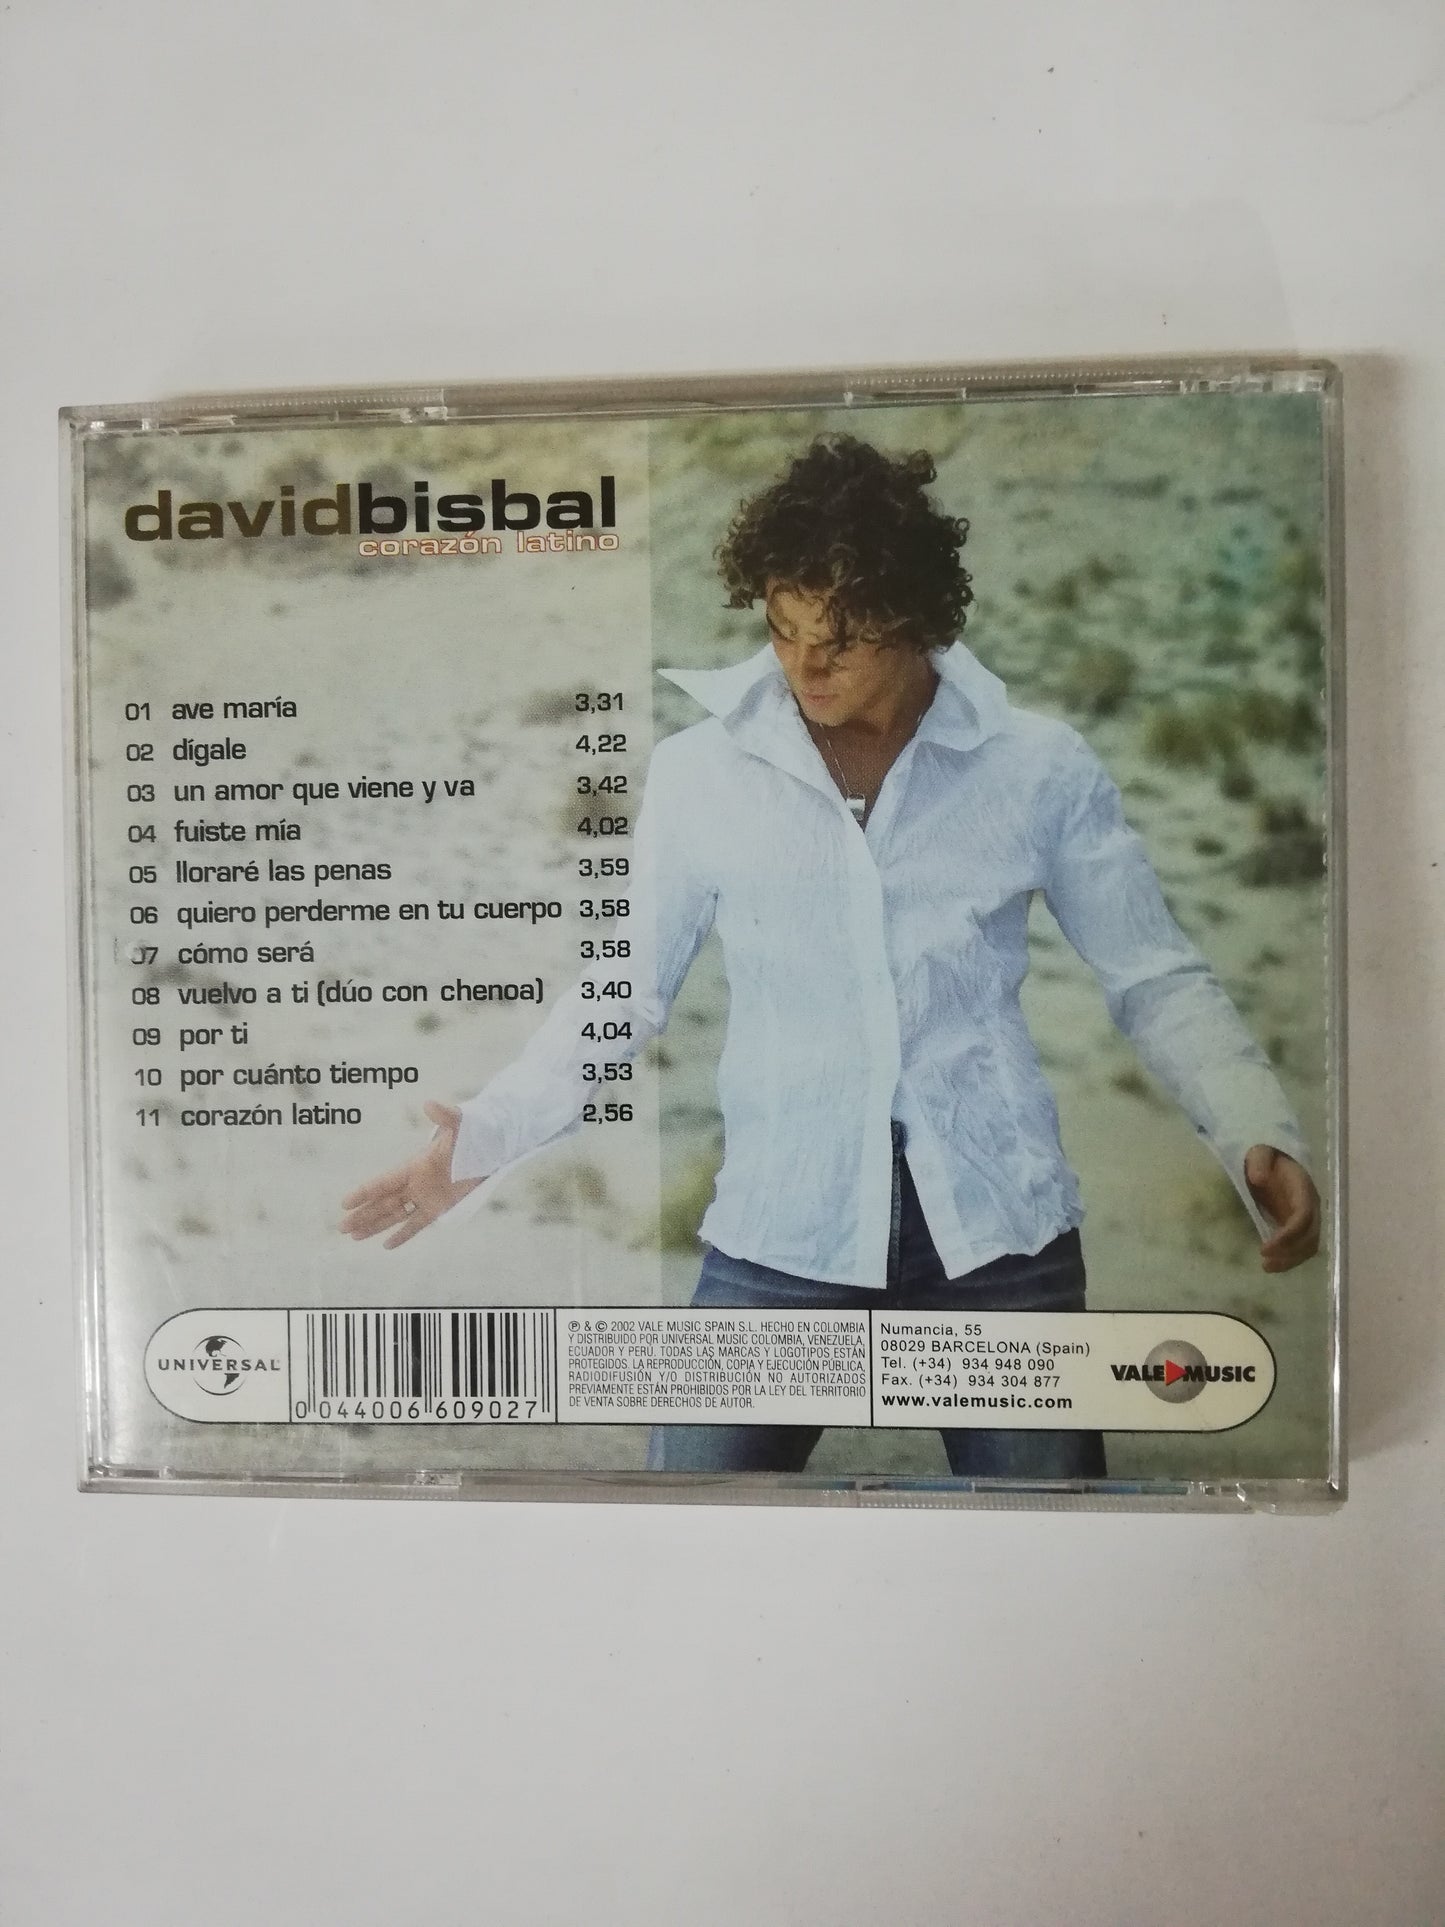 davidbisbal
corazón latino
01 ave maría 3,31
02 dígale 4,22
03 un amor que viene y va 3,42
04 fuiste mía 4,02
05 lloraré las penas 3,59
06 quiero perderme en tu cuerpo 3,58
07 cómo será 3,58
08 vuelvo a ti (dúo con chenoa) 3,40
09 por ti 4,04
10 por cuánto tiempo 3,53
11 corazón latino 2,56
UNIVERSAL
0 044006 609027
℗ & © 2002 VALE MUSIC SPAIN S.L. HECHO EN COLOMBIA
Y DISTRIBUIDO POR UNIVERSAL MUSIC COLOMBIA, VENEZUELA,
ECUADOR Y PERÚ. TODAS LAS MARCAS Y LOGOTIPOS ESTÁN
PROTEGIDOS. LA REPRODUCCIÓN, COPIA Y EJECUCIÓN PÚBLICA,
RADIODIFUSIÓN Y/O DISTRIBUCIÓN NO AUTORIZADOS
PREVIAMENTE ESTÁN PROHIBIDOS POR LA LEY DEL TERRITORIO
DE VENTA SOBRE DERECHOS DE AUTOR.
Numancia, 55
08029 BARCELONA (Spain)
Tel. (+34) 934 948 090
Fax. (+34) 934 304 877
www.valemusic.com
VALE MUSIC